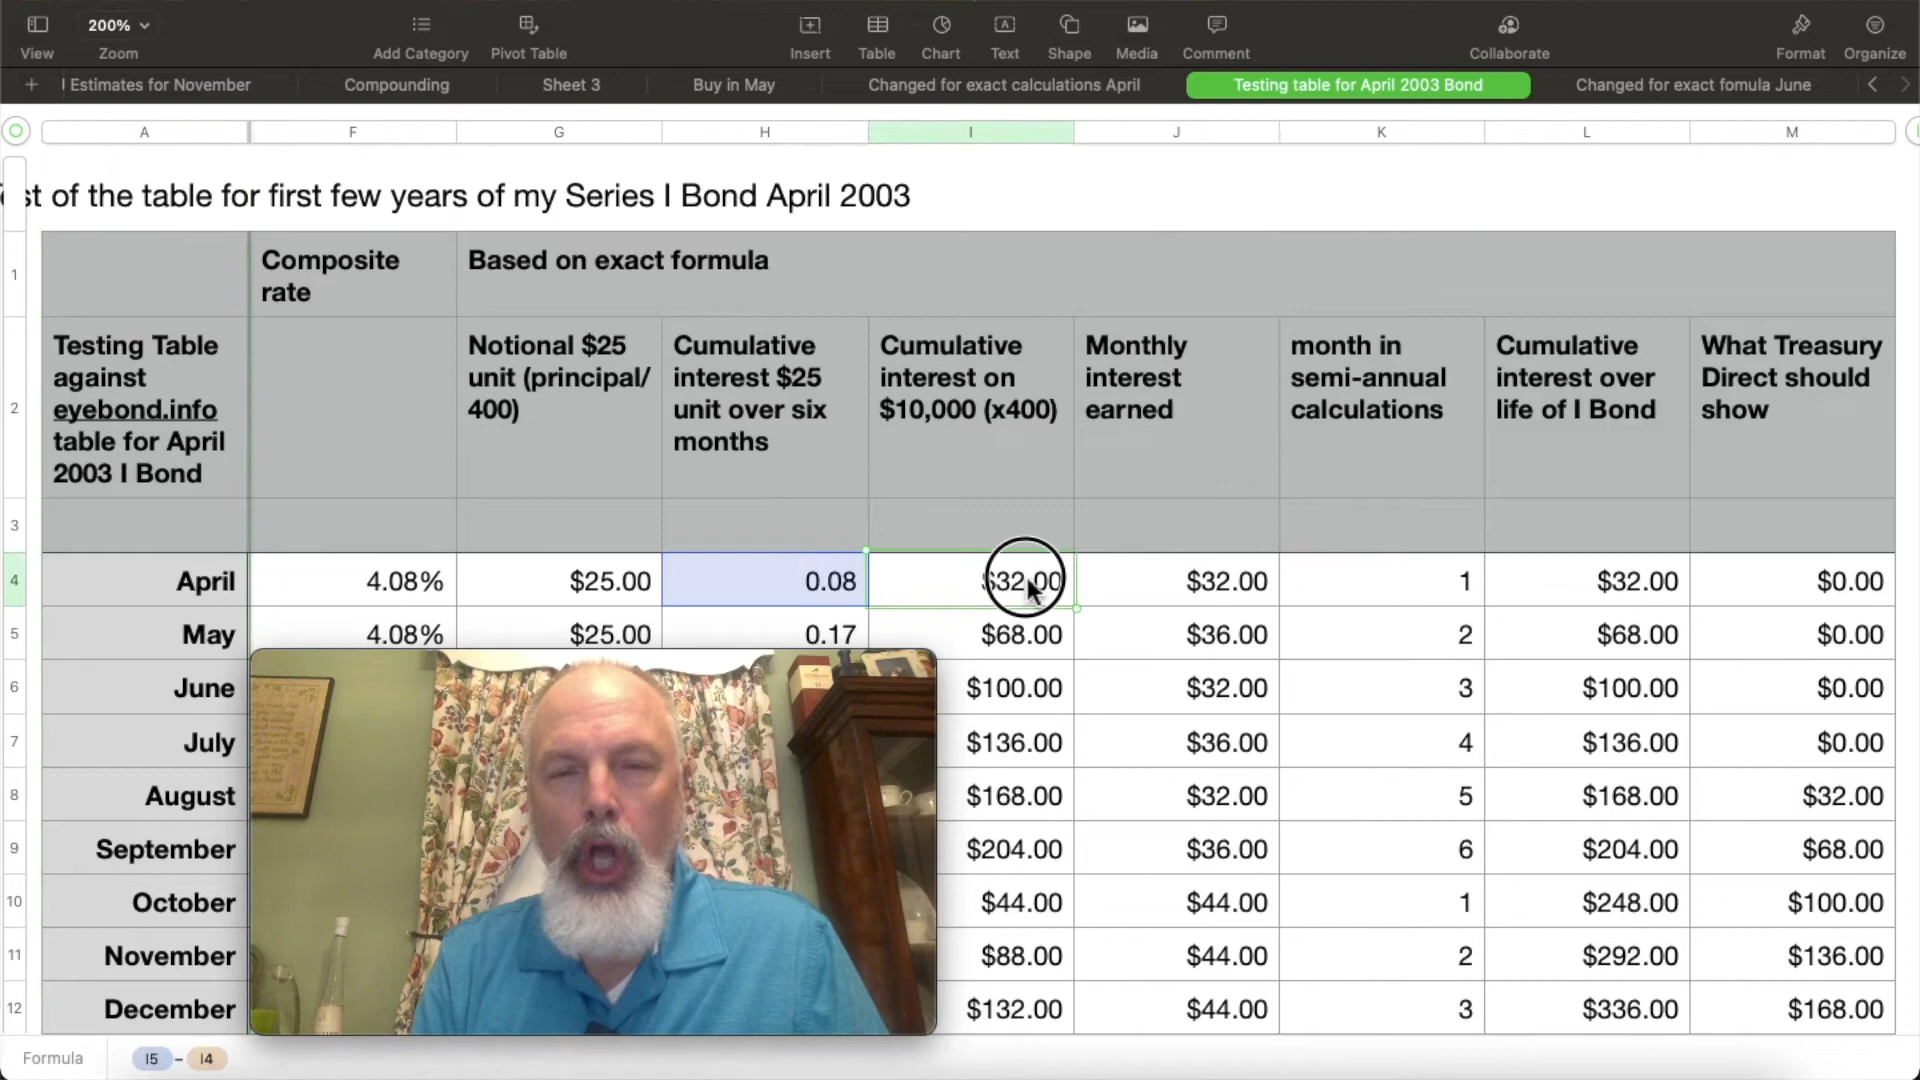 200%
View
Zoom
Add Category
Pivot Table
Insert
Table
Chart
Text
Shape
Media
Comment
Collaborate
Format
Organize
Estimates for November
Compounding
Sheet 3
Buy in May
Changed for exact calculations April
Testing table for April 2003 Bond
Changed for exact fomula June
A F G H I J K L M
st of the table for first few years of my Series I Bond April 2003
1
Composite
rate
Based on exact formula
2
Testing Table
against
eyebond.info
table for April
2003 I Bond
Notional $25
unit (principal/
400)
Cumulative
interest $25
unit over six
months
Cumulative
interest on
$10,000 (x400)
Monthly
interest
earned
month in
semi-annual
calculations
Cumulative
interest over
life of I Bond
What Treasury
Direct should
show
3
4 April 4.08% $25.00 0.08 $32.00 $32.00 1 $32.00 $0.00
5 May 4.08% $25.00 0.17 $68.00 $36.00 2 $68.00 $0.00
6 June $100.00 $32.00 3 $100.00 $0.00
7 July $136.00 $36.00 4 $136.00 $0.00
8 August $168.00 $32.00 5 $168.00 $32.00
9 September $204.00 $36.00 6 $204.00 $68.00
10 October $44.00 $44.00 1 $248.00 $100.00
11 November $88.00 $44.00 2 $292.00 $136.00
12 December $132.00 $44.00 3 $336.00 $168.00
Formula
I5 – I4